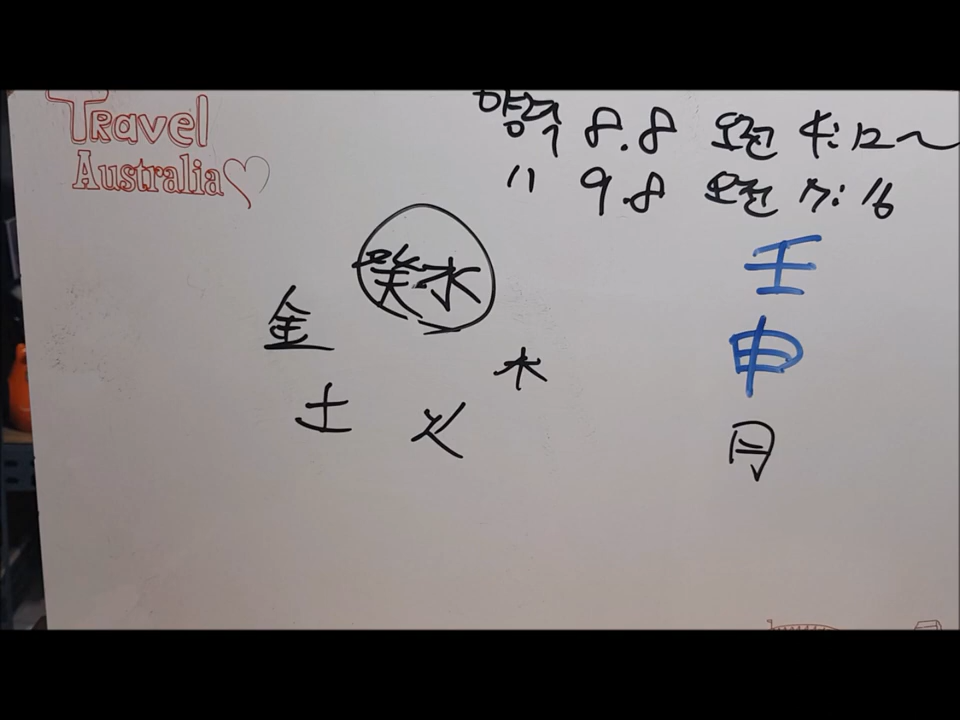 Travel
Australia
양력 8.8 오전 4:12~
" 9.8 오전 7:16
癸水
金
木
土
火
壬
申
月